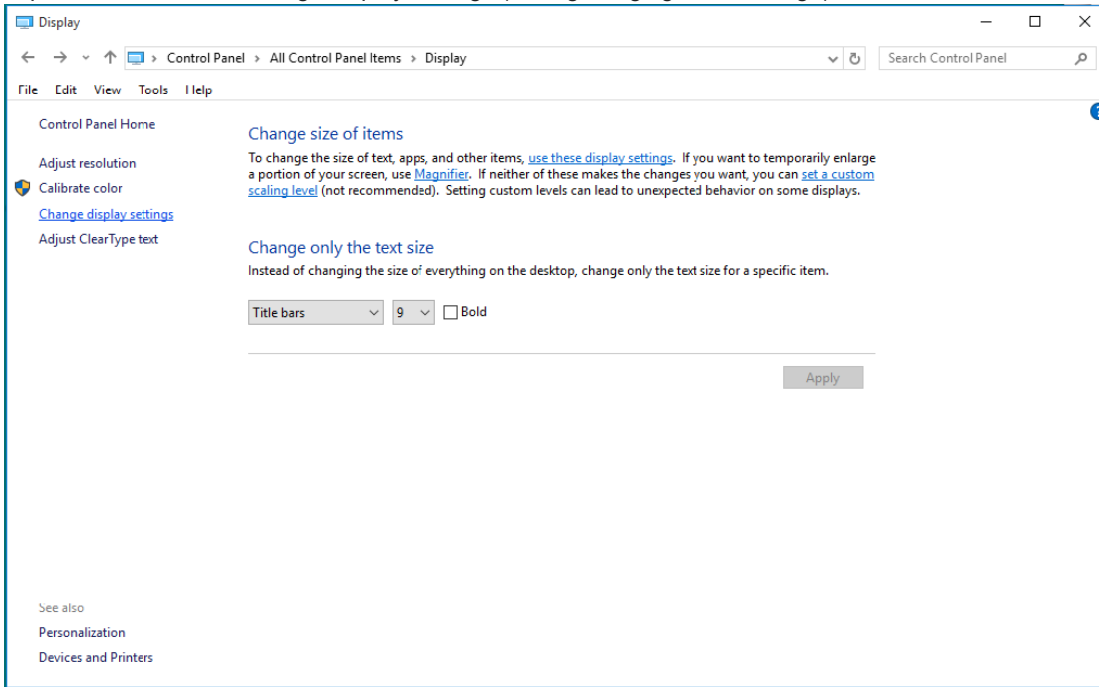 Display
Control Panel > All Control Panel Items > Display
Search Control Panel
File Edit View Tools Help
Control Panel Home
Adjust resolution
Calibrate color
Change display settings
Adjust ClearType text
Change size of items
To change the size of text, apps, and other items, use these display settings. If you want to temporarily enlarge
a portion of your screen, use Magnifier. If neither of these makes the changes you want, you can set a custom
scaling level (not recommended). Setting custom levels can lead to unexpected behavior on some displays.
Change only the text size
Instead of changing the size of everything on the desktop, change only the text size for a specific item.
Title bars 9 Bold
Apply
See also
Personalization
Devices and Printers